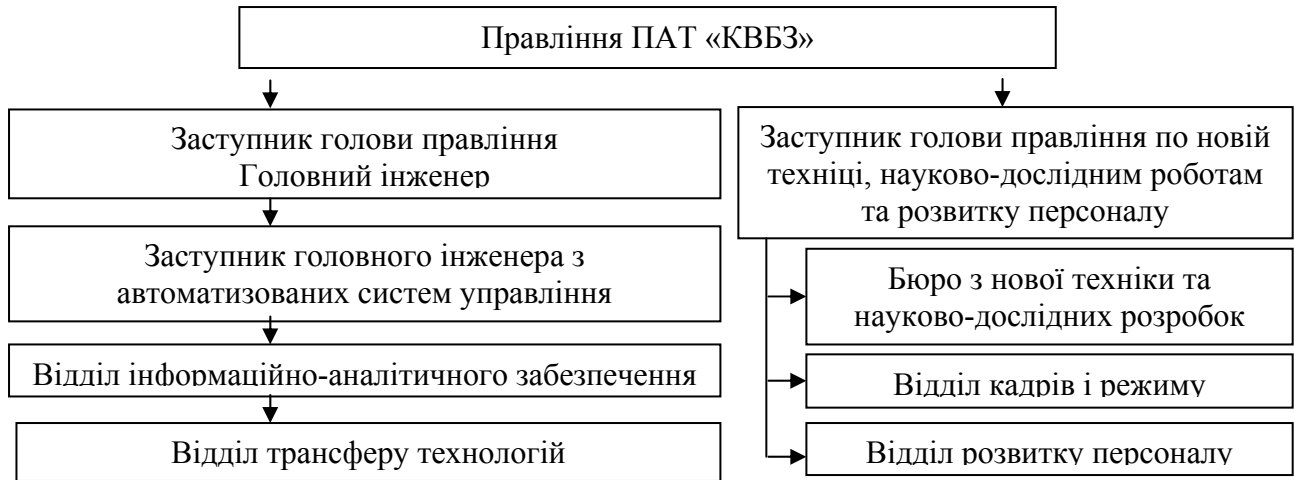 Правління ПАТ «КВБЗ»
Заступник голови правління
Головний інженер
Заступник головного інженера з
автоматизованих систем управління
Відділ інформаційно-аналітичного забезпечення
Відділ трансферу технологій
Заступник голови правління по новій
техніці, науково-дослідним роботам
та розвитку персоналу
Бюро з нової техніки та
науково-дослідних розробок
Відділ кадрів і режиму
Відділ розвитку персоналу